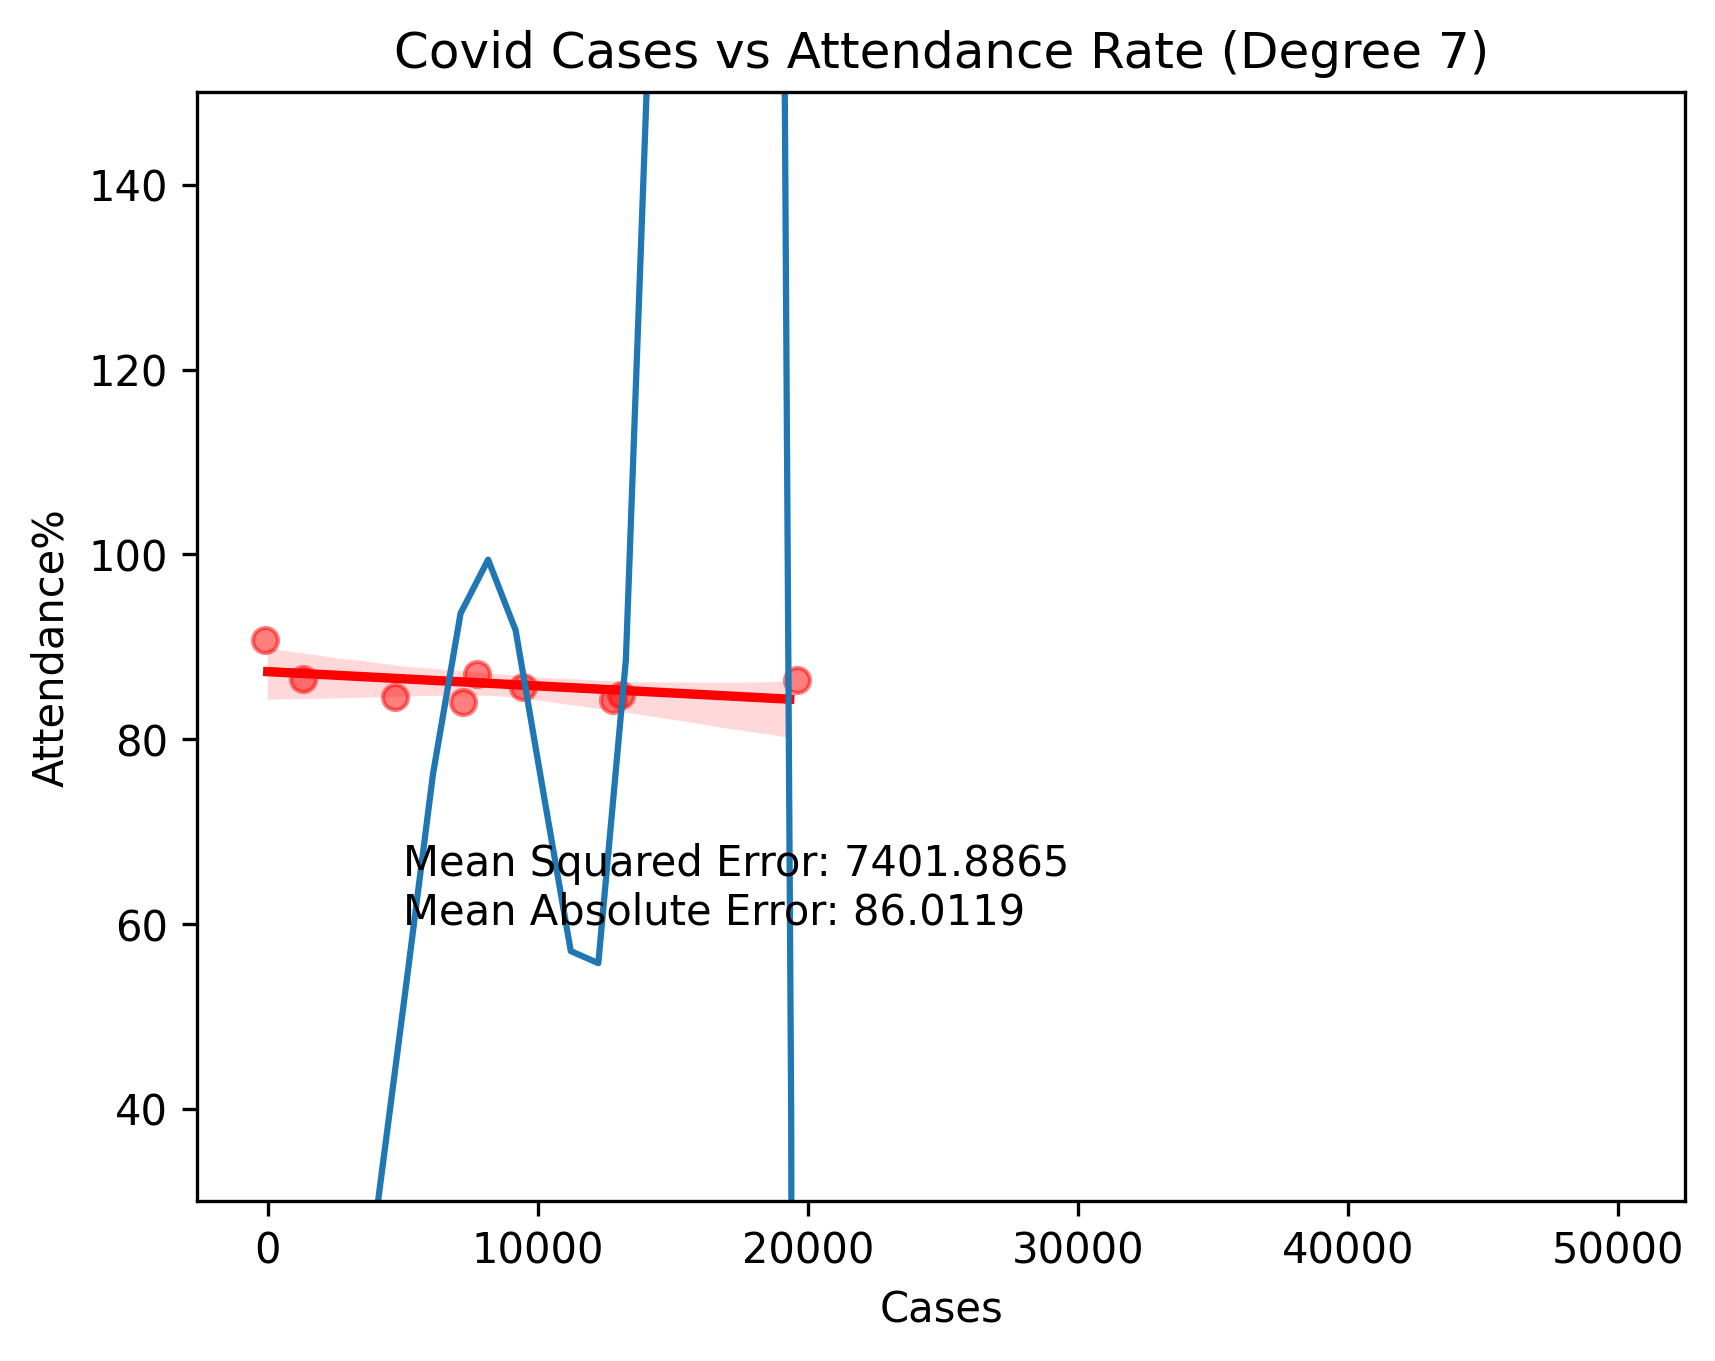 Covid Cases vs Attendance Rate (Degree 7)
140
120
100
80
60
40
Attendance%
Mean Squared Error: 7401.8865
Mean Absolute Error: 86.0119
0 10000 20000 30000 40000 50000
Cases